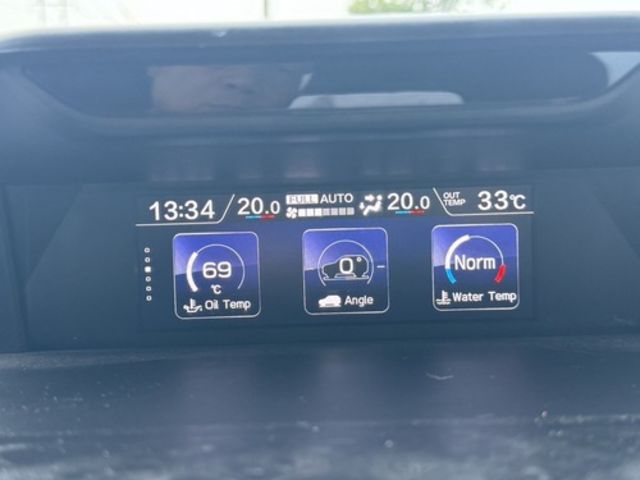 13:34 20.0 FULL AUTO 20.0 OUT TEMP 33℃
69 ℃ Oil Temp
0° Angle
Norm Water Temp